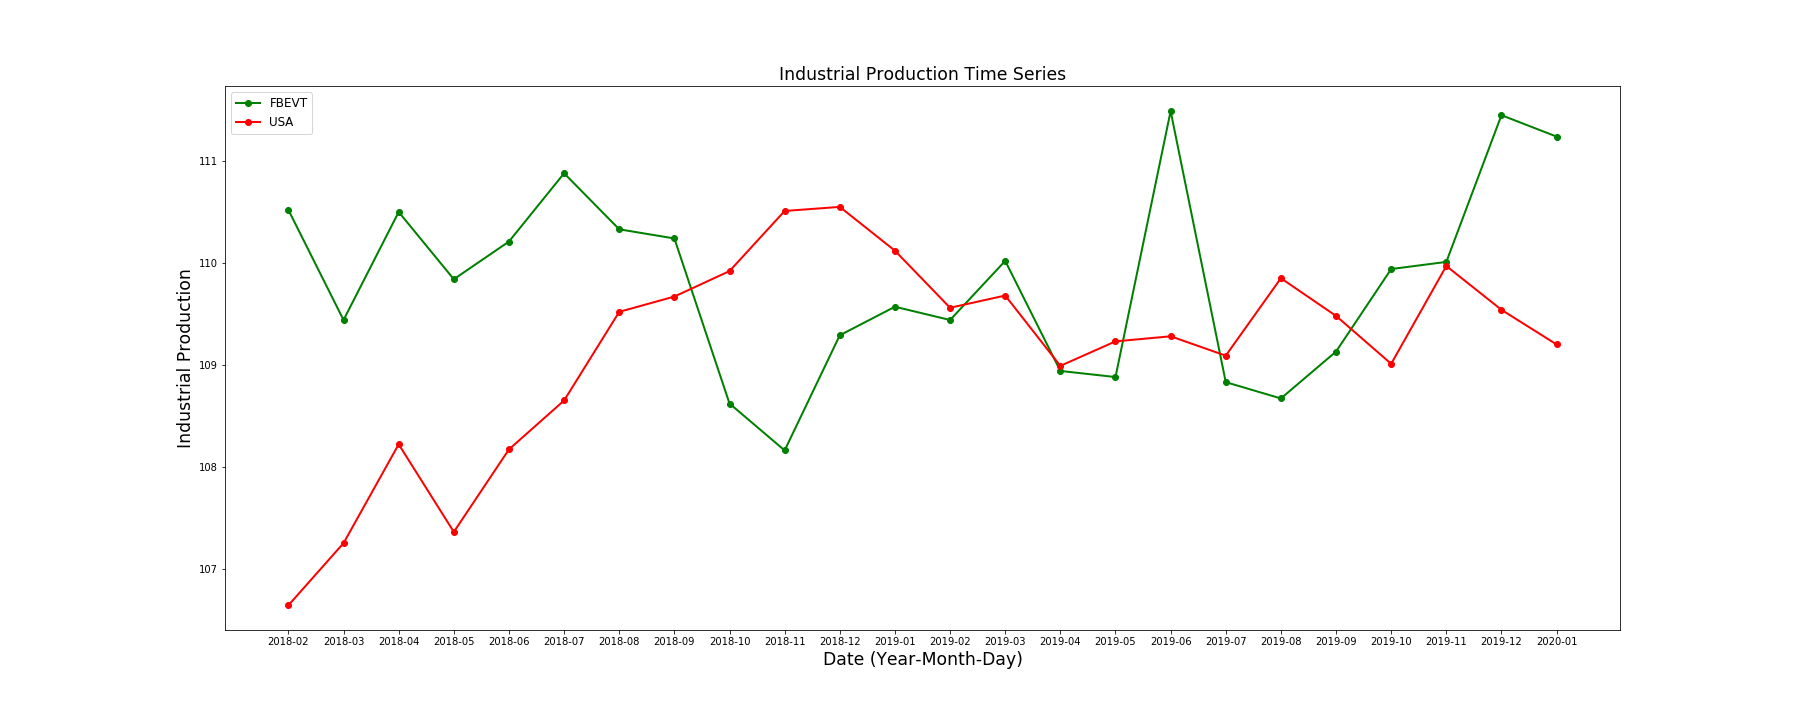 Industrial Production Time Series
FBEVT
USA
Industrial Production
111
110
109
108
107
2018-02 2018-03 2018-04 2018-05 2018-06 2018-07 2018-08 2018-09 2018-10 2018-11 2018-12 2019-01 2019-02 2019-03 2019-04 2019-05 2019-06 2019-07 2019-08 2019-09 2019-10 2019-11 2019-12 2020-01
Date (Year-Month-Day)